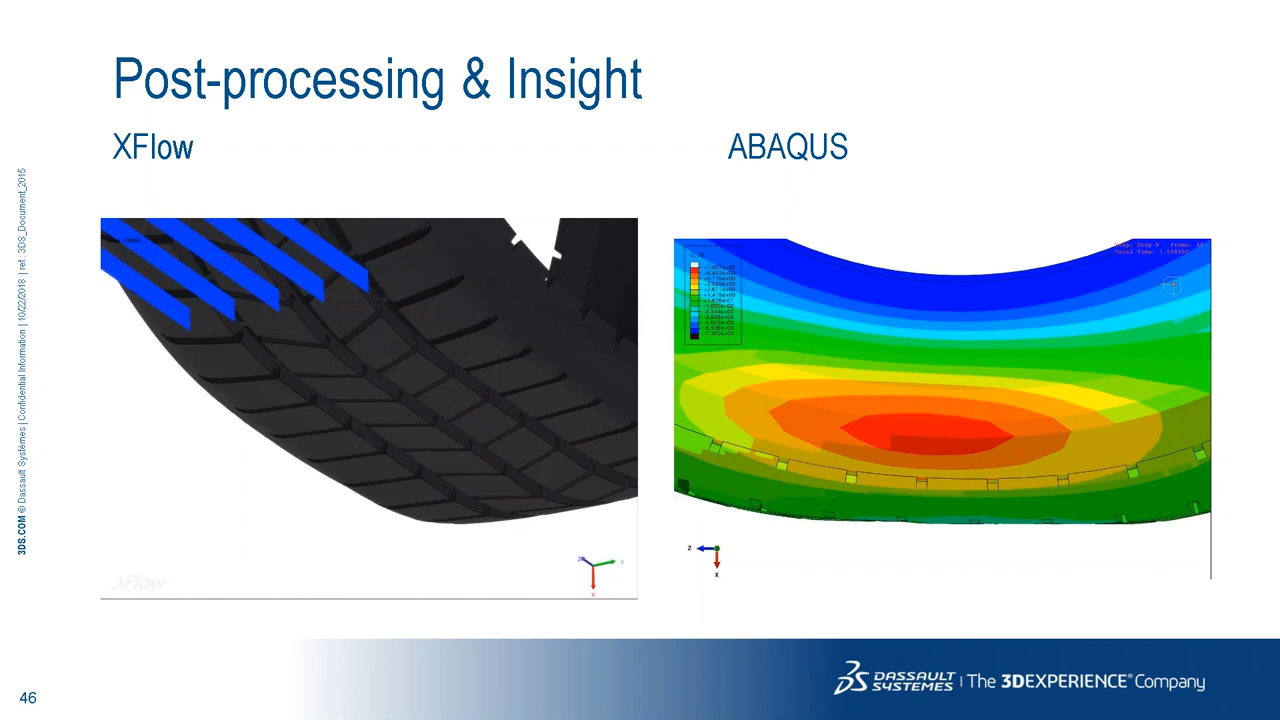 Post-processing & Insight
XFlow
ABAQUS
3DS.COM © Dassault Systèmes | Confidential Information | 10/22/2018 | ref.: 3DS_Document_2015
Z
Y
X
XFlow
Z
X
46
DASSAULT
SYSTEMES
The 3DEXPERIENCE® Company